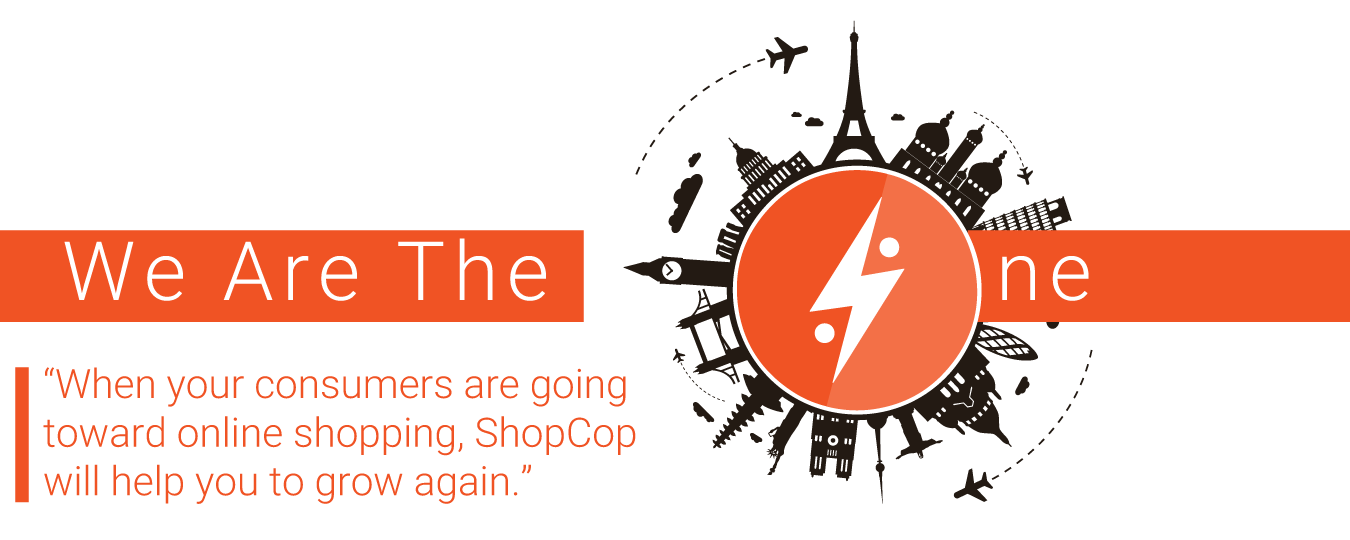 We Are The ne
“When your consumers are going
toward online shopping, ShopCop
will help you to grow again.”